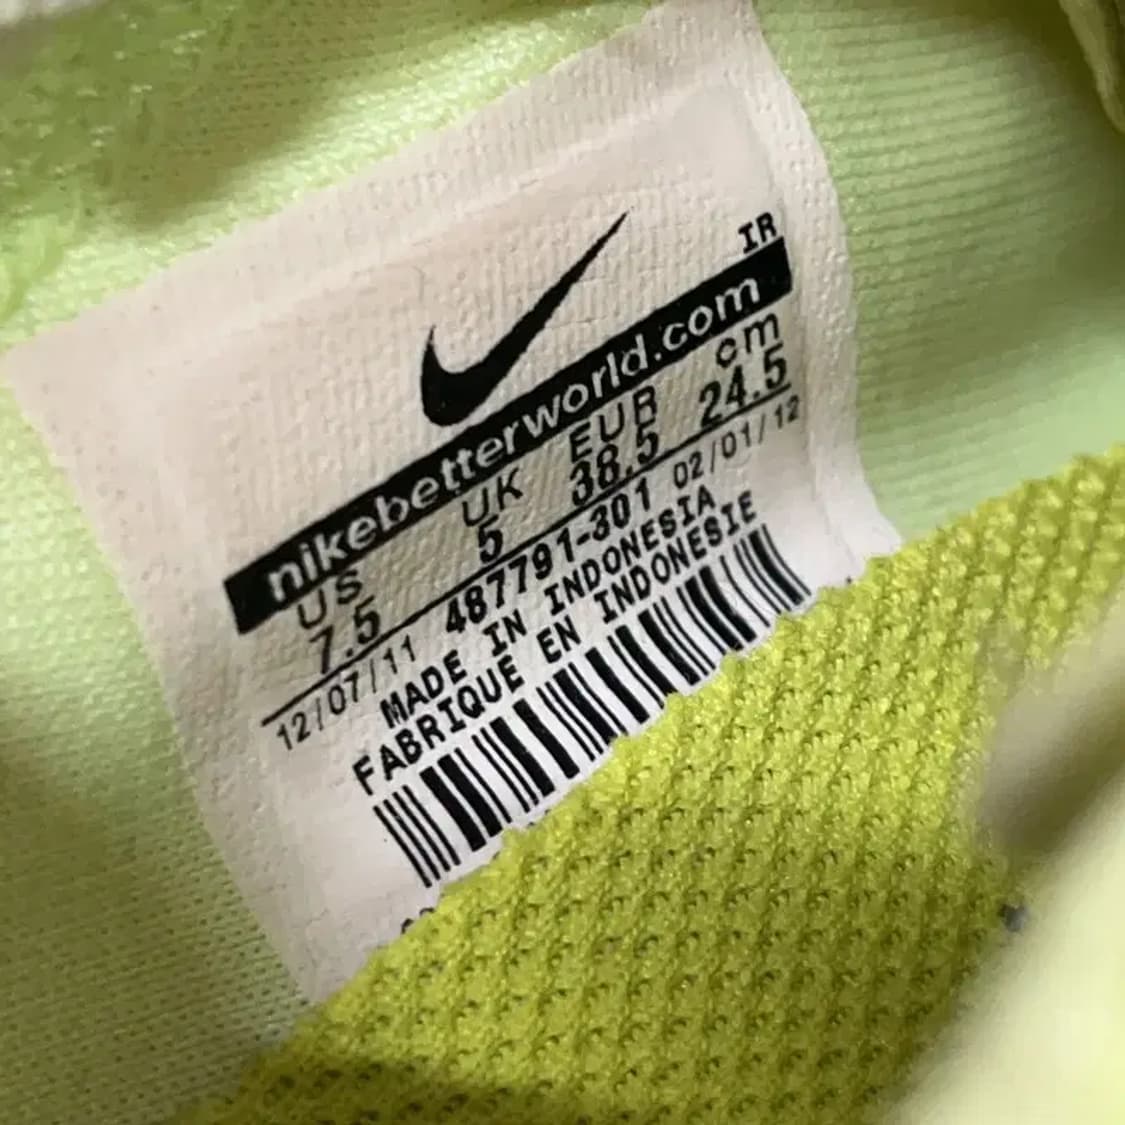 IR
nikebetterworld.com
US UK EUR cm
7.5 5 38.5 24.5
12/07/11 487791-301 02/01/12
MADE IN INDONESIA
FABRIQUE EN INDONESIE